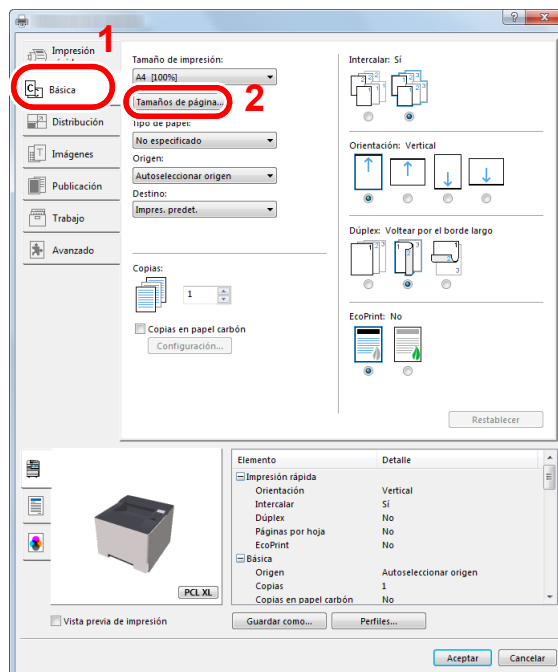 1
Impresión
Básica
Distribución
Imágenes
Publicación
Trabajo
Avanzado
Tamaño de impresión:
A4 [100%]
Tamaños de página...
2
Tipo de papel:
No especificado
Origen:
Autoseleccionar origen
Destino:
Impres. predet.
Copias:
1
Copias en papel carbón
Configuración...
Intercalar: Sí
Orientación: Vertical
Dúplex: Voltear por el borde largo
EcoPrint: No
Restablecer
PCL XL
Vista previa de impresión
Elemento Detalle
Impresión rápida
Orientación Vertical
Intercalar Sí
Dúplex No
Páginas por hoja No
EcoPrint No
Básica
Origen Autoseleccionar origen
Copias 1
Copias en papel carbón No
Guardar como... Perfiles...
Aceptar Cancelar